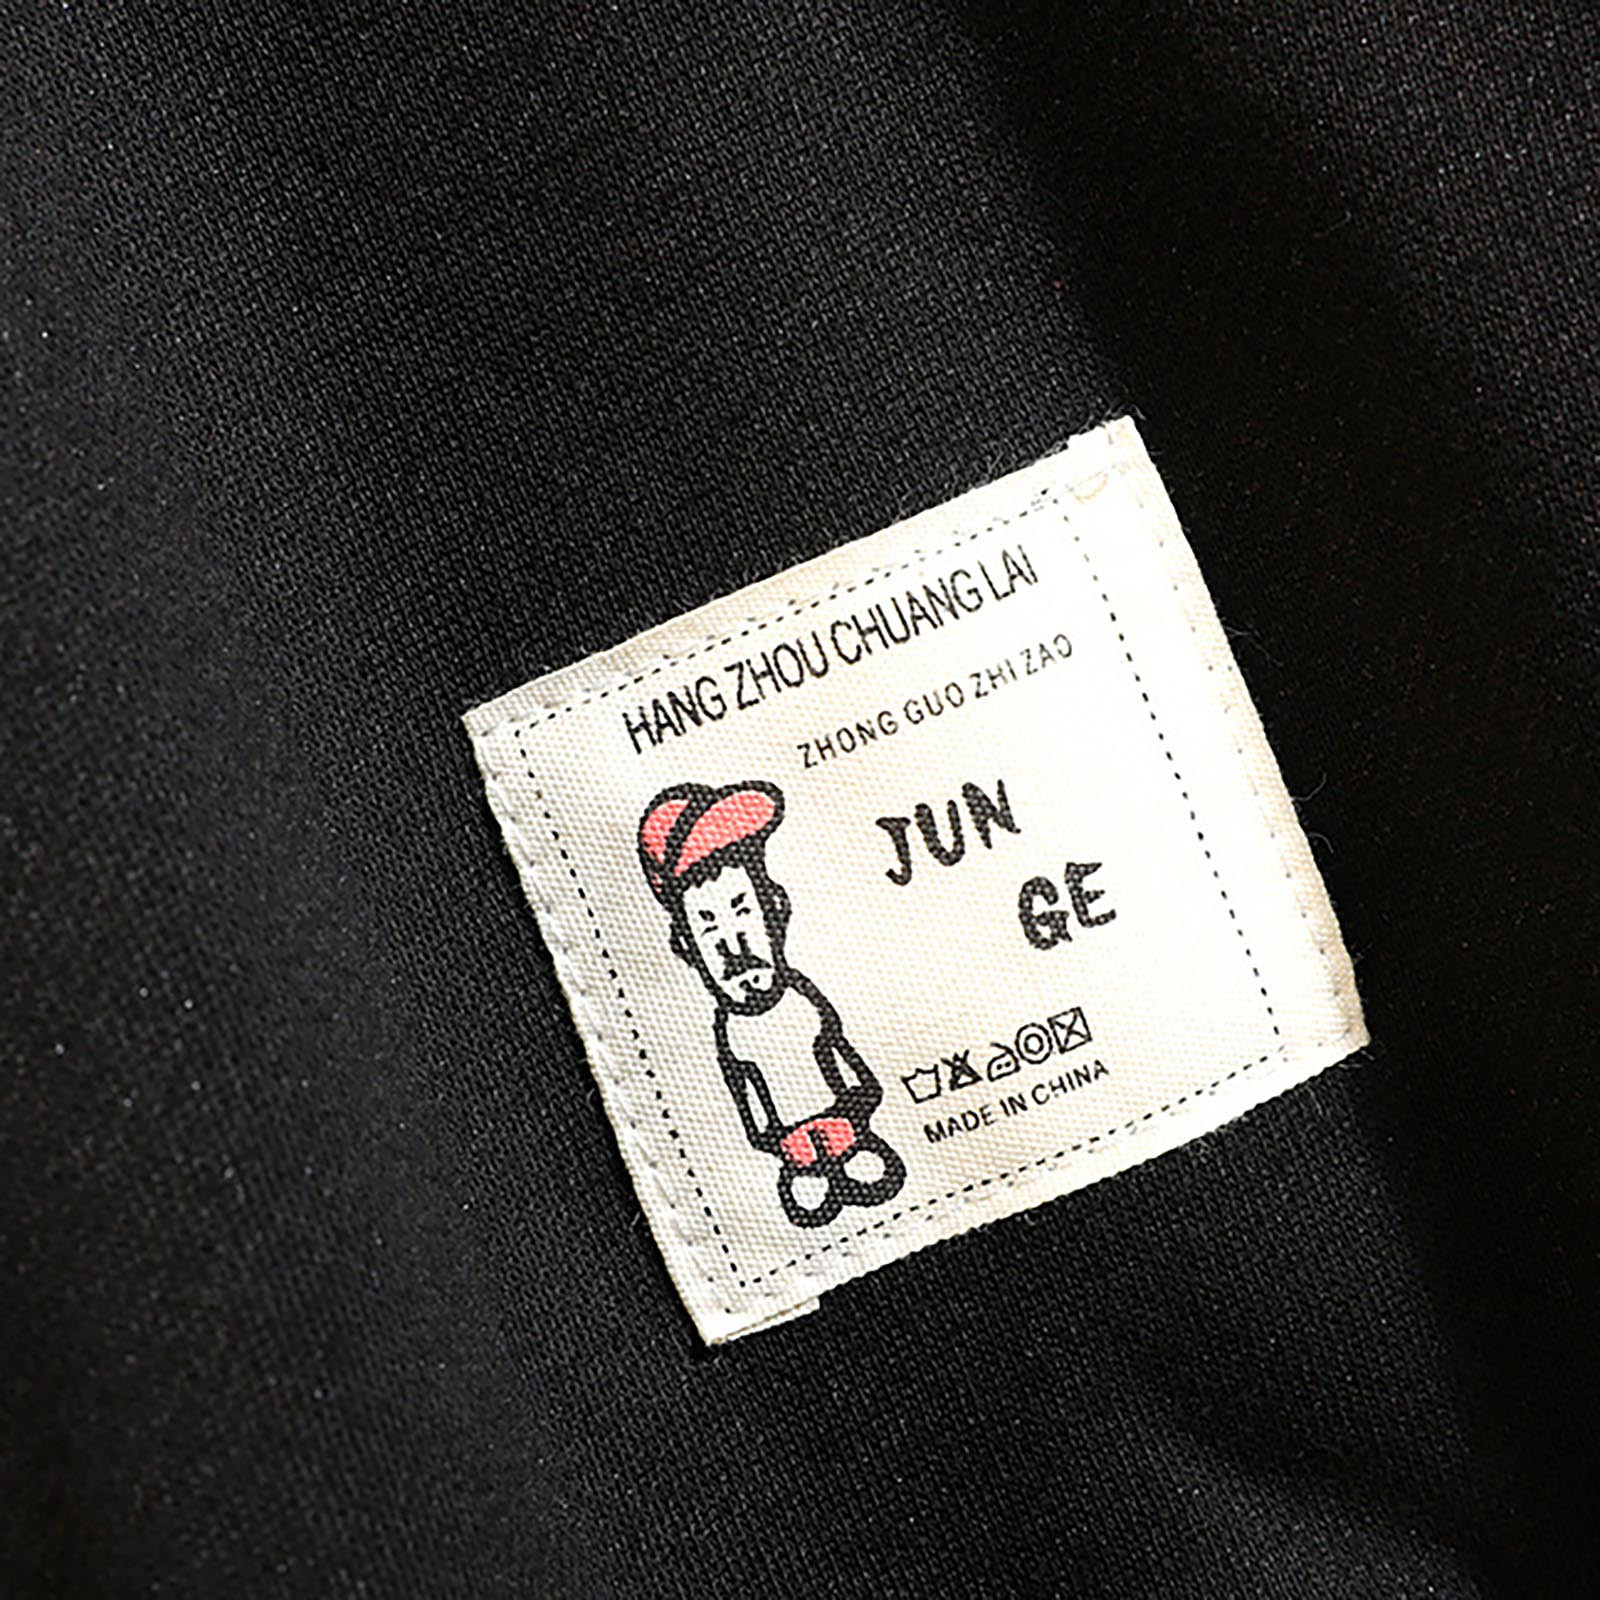 HANG ZHOU CHUANG LAI
ZHONG GUO ZHI ZAO
JUN
GE
MADE IN CHINA